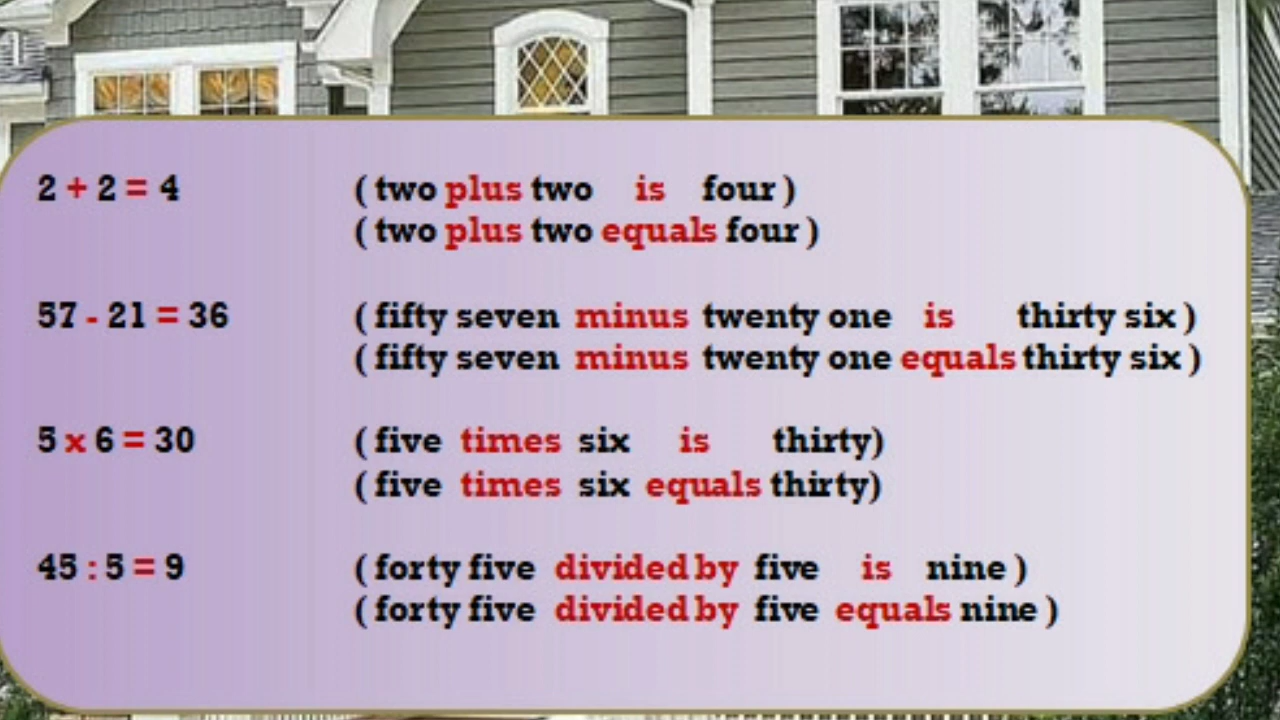 2 + 2 = 4 ( two plus two is four )
( two plus two equals four )
57 - 21 = 36 ( fifty seven minus twenty one is thirty six )
( fifty seven minus twenty one equals thirty six )
5 x 6 = 30 ( five times six is thirty)
( five times six equals thirty)
45 : 5 = 9 ( forty five divided by five is nine )
( forty five divided by five equals nine )